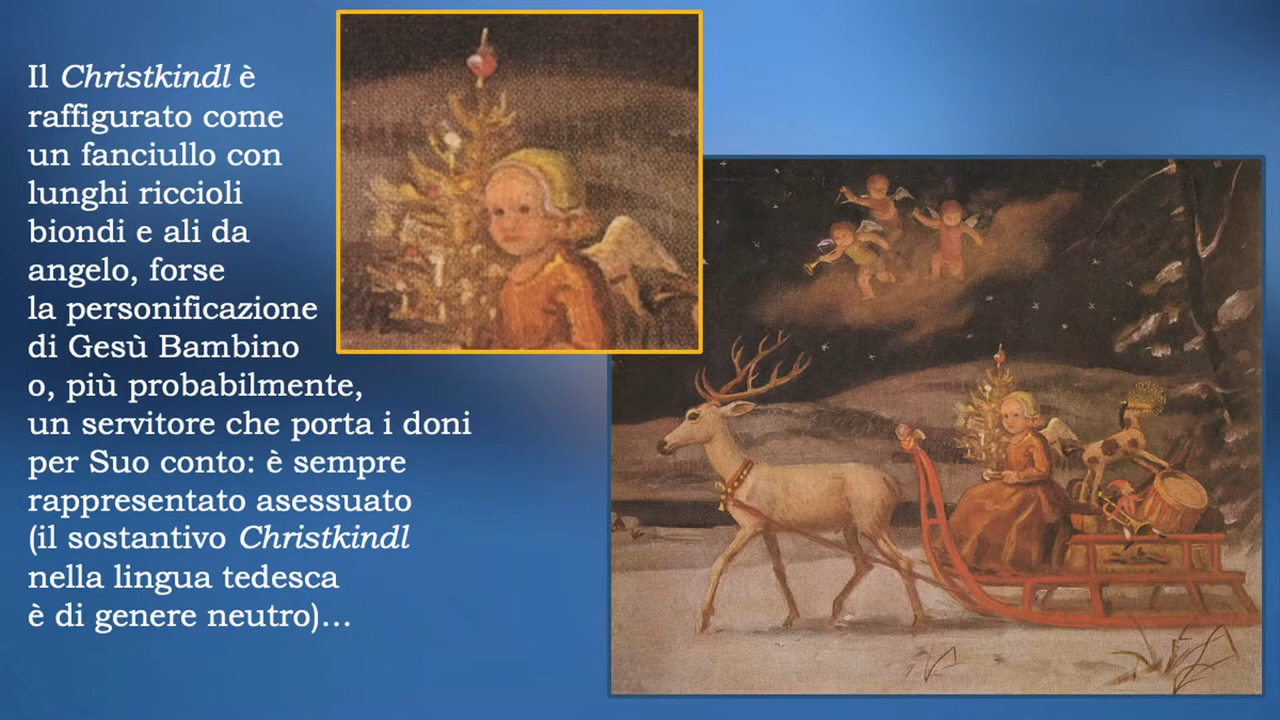 Il Christkindl è
raffigurato come
un fanciullo con
lunghi riccioli
biondi e ali da
angelo, forse
la personificazione
di Gesù Bambino
o, più probabilmente,
un servitore che porta i doni
per Suo conto: è sempre
rappresentato asessuato
(il sostantivo Christkindl
nella lingua tedesca
è di genere neutro)…